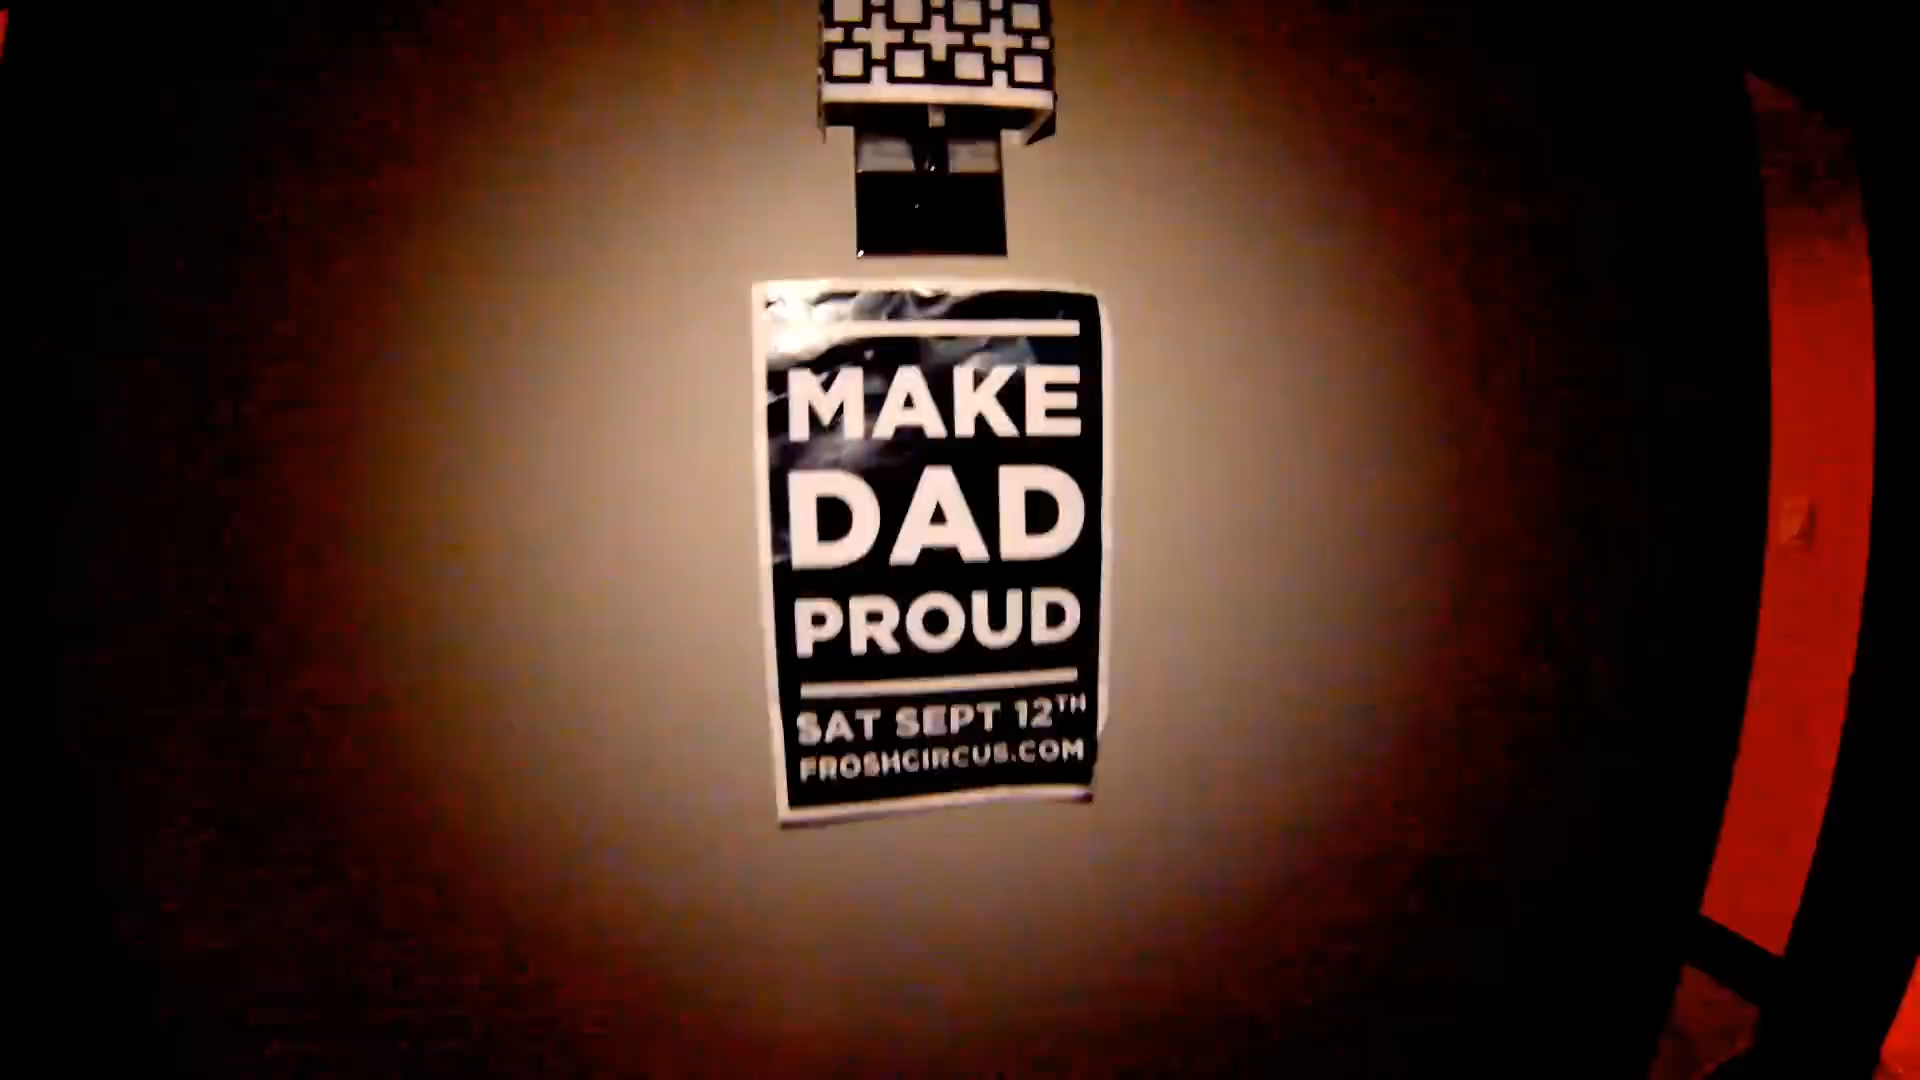 MAKE
DAD
PROUD
SAT SEPT 12TH
FROSHCIRCUS.COM